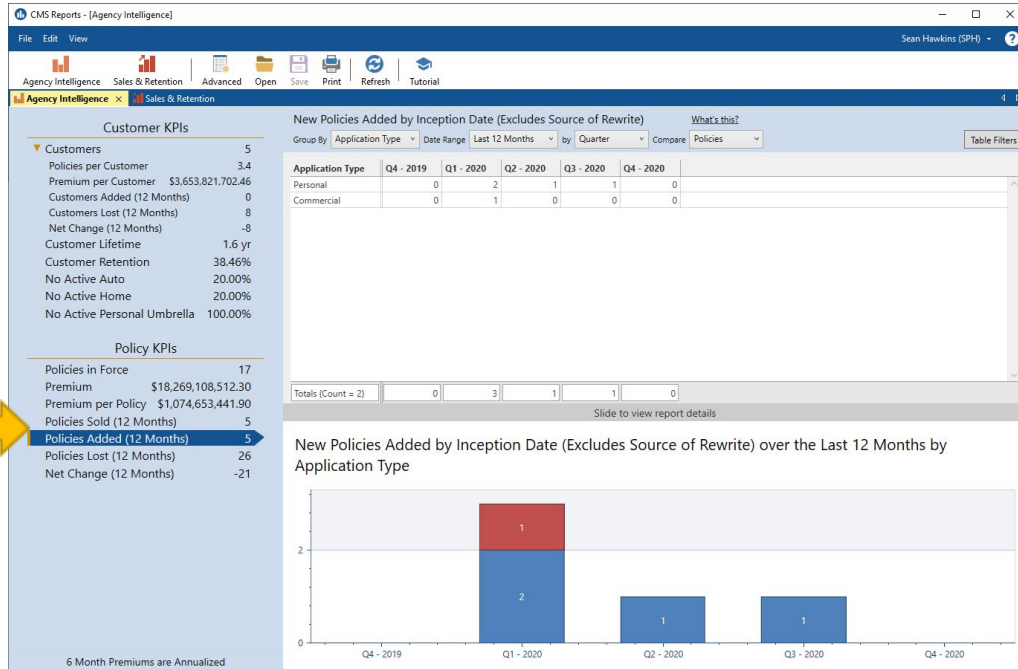 CMS Reports - [Agency Intelligence]
File Edit View
Sean Hawkins (SPH)
?
Agency Intelligence
Sales & Retention
Advanced
Open
Save
Print
Refresh
Tutorial
Agency Intelligence ×
Sales & Retention
Customer KPIs
Customers 5
Policies per Customer 3.4
Premium per Customer $3,653,821,702.46
Customers Added (12 Months) 0
Customers Lost (12 Months) 8
Net Change (12 Months) -8
Customer Lifetime 1.6 yr
Customer Retention 38.46%
No Active Auto 20.00%
No Active Home 20.00%
No Active Personal Umbrella 100.00%
Policy KPIs
Policies in Force 17
Premium $18,269,108,512.30
Premium per Policy $1,074,653,441.90
Policies Sold (12 Months) 5
Policies Added (12 Months) 5
Policies Lost (12 Months) 26
Net Change (12 Months) -21
6 Month Premiums are Annualized
New Policies Added by Inception Date (Excludes Source of Rewrite) What's this?
Group By Application Type Date Range Last 12 Months by Quarter Compare Policies
Table Filters
Application Type Q4 - 2019 Q1 - 2020 Q2 - 2020 Q3 - 2020 Q4 - 2020
Personal 0 2 1 1 0
Commercial 0 1 0 0 0
Totals (Count = 2) 0 3 1 1 0
Slide to view report details
New Policies Added by Inception Date (Excludes Source of Rewrite) over the Last 12 Months by
Application Type
1
2
2
1
1
0
Q4 - 2019 Q1 - 2020 Q2 - 2020 Q3 - 2020 Q4 - 2020